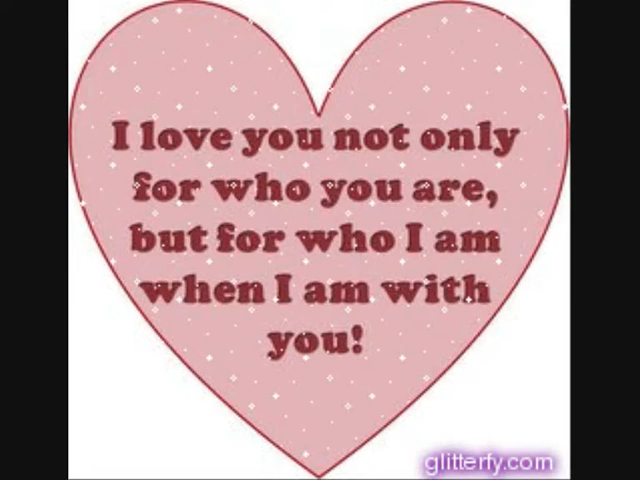 I love you not only
for who you are,
but for who I am
when I am with
you!
glitterfy.com